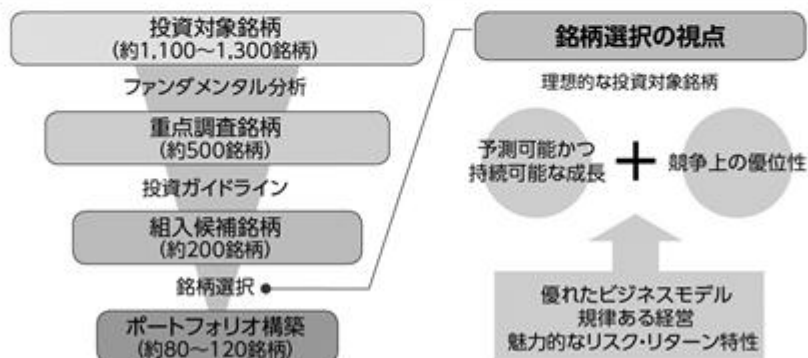 投資対象銘柄
(約1,100～1,300銘柄)
ファンダメンタル分析
重点調査銘柄
(約500銘柄)
投資ガイドライン
組入候補銘柄
(約200銘柄)
銘柄選択
ポートフォリオ構築
(約80～120銘柄)
銘柄選択の視点
理想的な投資対象銘柄
予測可能かつ
持続可能な成長
+
競争上の優位性
優れたビジネスモデル
規律ある経営
魅力的なリスク・リターン特性